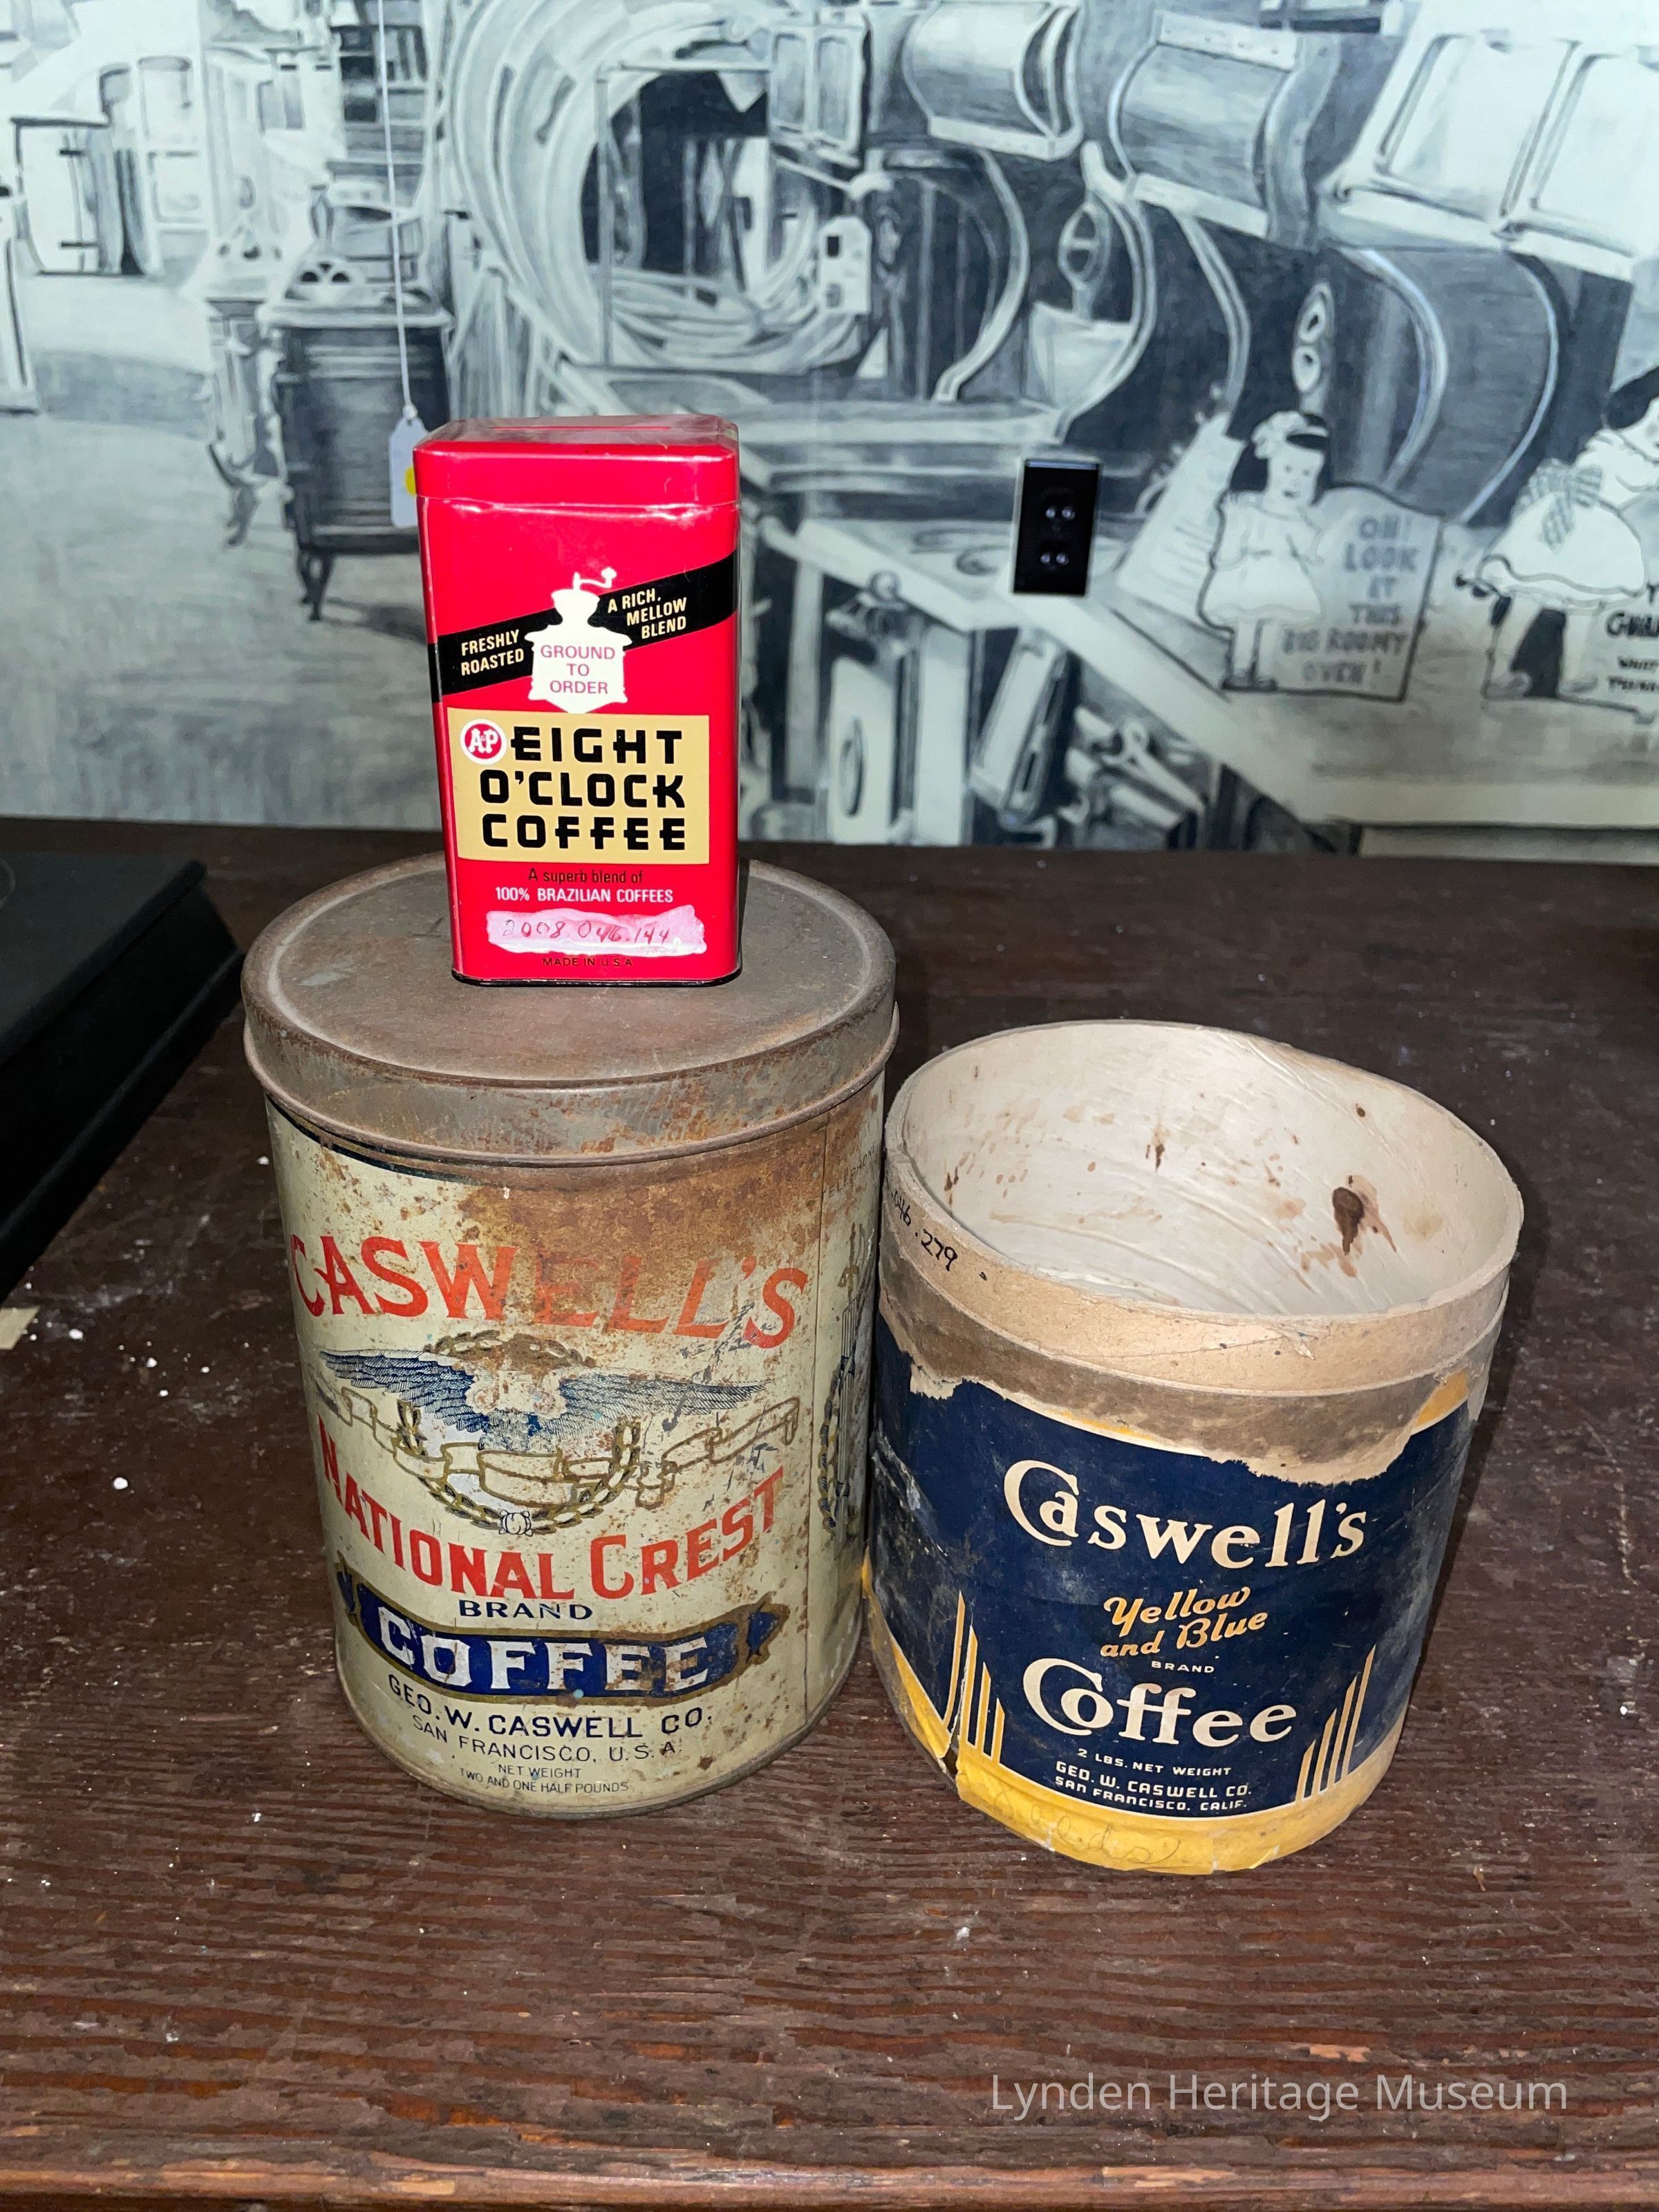 FRESHLY
ROASTED
A RICH,
MELLOW
BLEND
GROUND
TO
ORDER
A&P EIGHT
O'CLOCK
COFFEE
A superb blend of
100% BRAZILIAN COFFEES
2008.046.144
MADE IN U.S.A
CASWELL'S
NATIONAL CREST
BRAND
COFFEE
GEO. W. CASWELL CO.
SAN FRANCISCO, U.S.A.
NET WEIGHT
TWO AND ONE HALF POUNDS
046.279
Caswell's
Yellow
and Blue
BRAND
Coffee
2 LBS. NET WEIGHT
GEO. W. CASWELL CO.
SAN FRANCISCO, CALIF.
OH!
LOOK
AT
THIS
BIG ROOMY
OVEN!
Lynden Heritage Museum